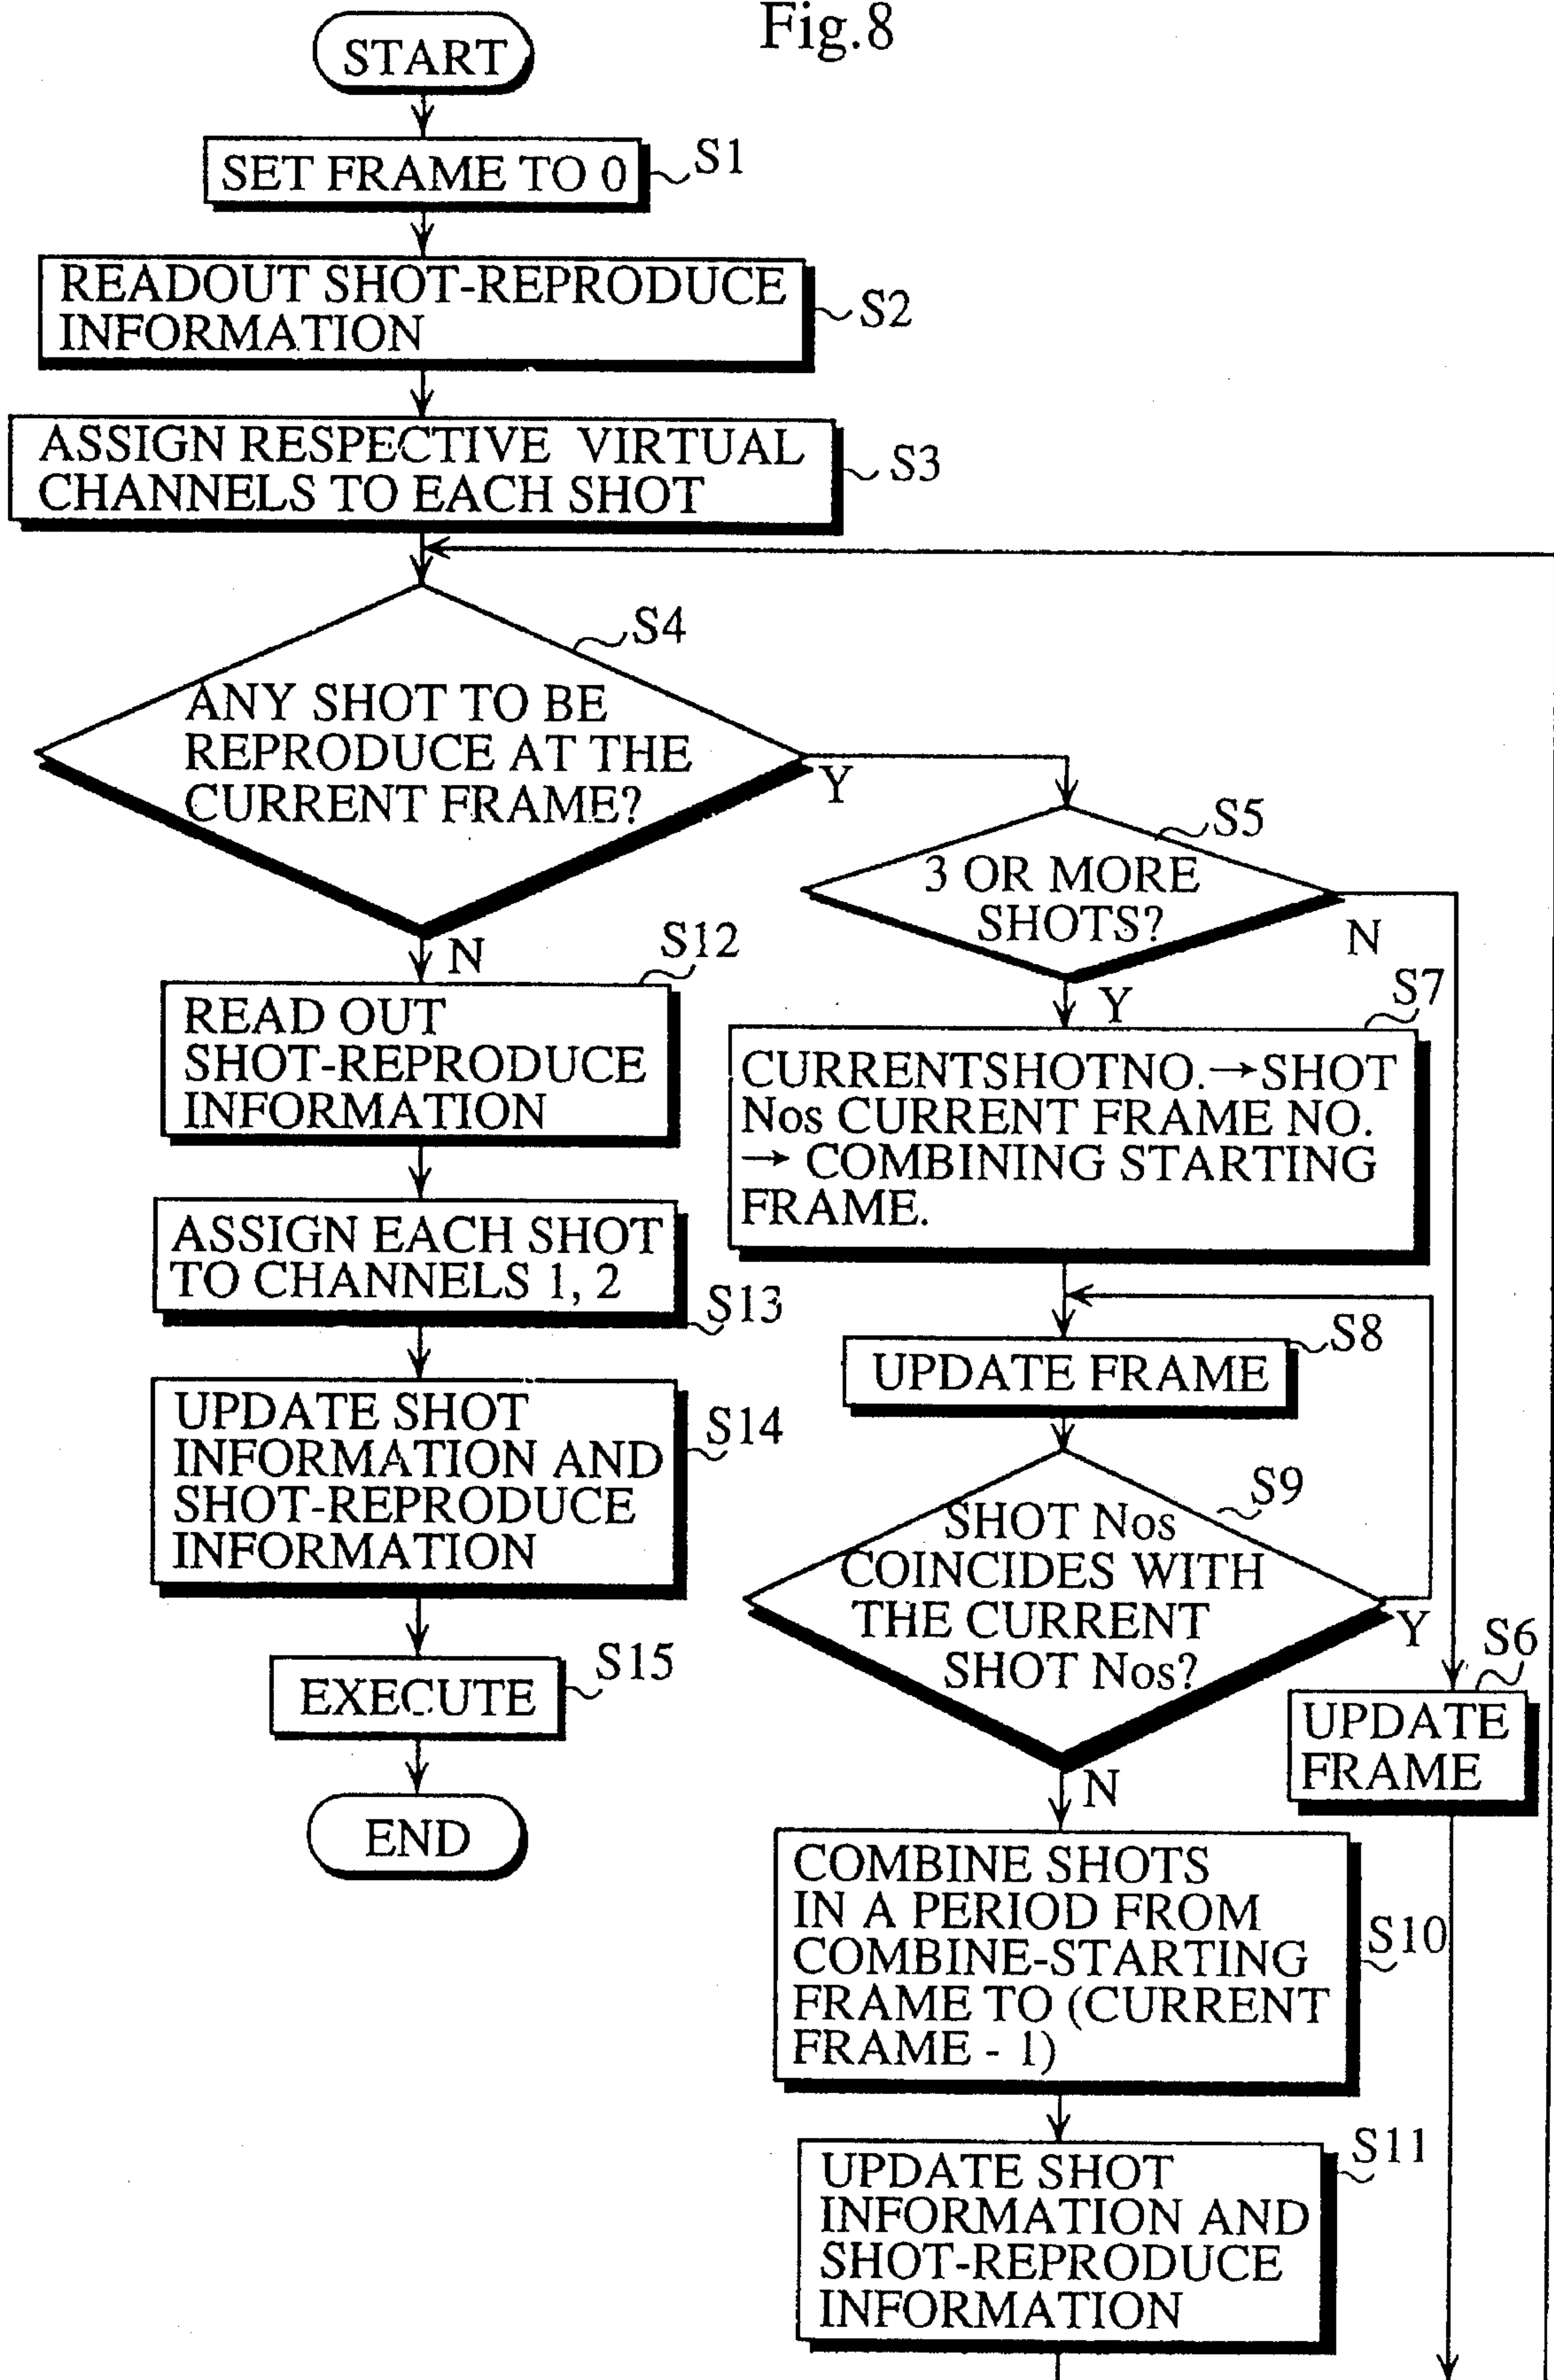 Fig.8
START
SET FRAME TO 0
S1
READOUT SHOT-REPRODUCE
INFORMATION
S2
ASSIGN RESPECTIVE VIRTUAL
CHANNELS TO EACH SHOT
S3
S4
ANY SHOT TO BE
REPRODUCE AT THE
CURRENT FRAME?
Y
N
S5
3 OR MORE
SHOTS?
N
Y
S12
READ OUT
SHOT-REPRODUCE
INFORMATION
S7
CURRENTSHOTNO.→SHOT
Nos CURRENT FRAME NO.
→ COMBINING STARTING
FRAME.
ASSIGN EACH SHOT
TO CHANNELS 1, 2
S13
S8
UPDATE FRAME
UPDATE SHOT
INFORMATION AND
SHOT-REPRODUCE
INFORMATION
S14
S9
SHOT Nos
COINCIDES WITH
THE CURRENT
SHOT Nos?
Y
N
S6
UPDATE
FRAME
EXECUTE
S15
END
COMBINE SHOTS
IN A PERIOD FROM
COMBINE-STARTING
FRAME TO (CURRENT
FRAME - 1)
S10
UPDATE SHOT
INFORMATION AND
SHOT-REPRODUCE
INFORMATION
S11